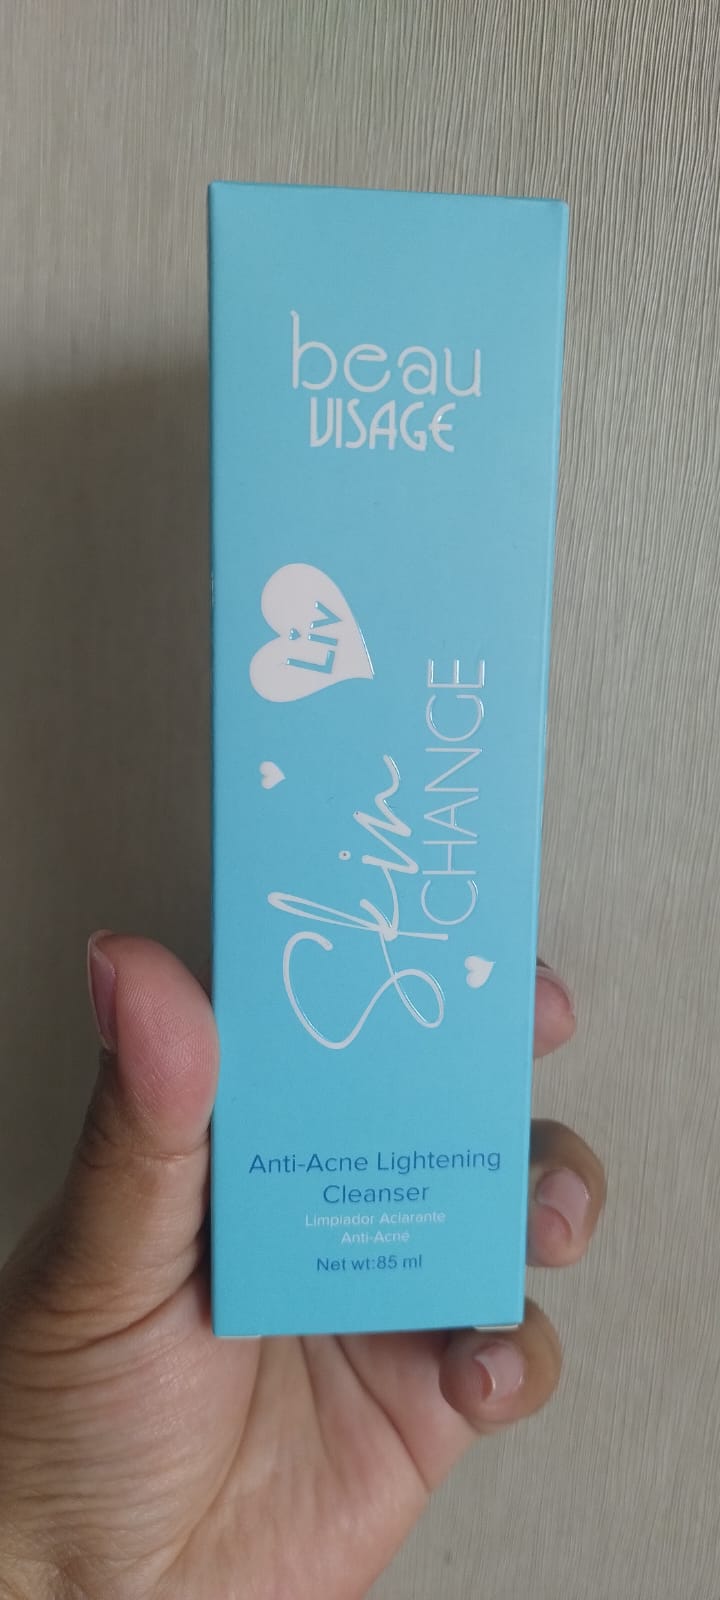 beau
VISAGE
Liv
Skin
CHANGE
Anti-Acne Lightening
Cleanser
Limpiador Aclarante
Anti-Acne
Net wt:85 ml